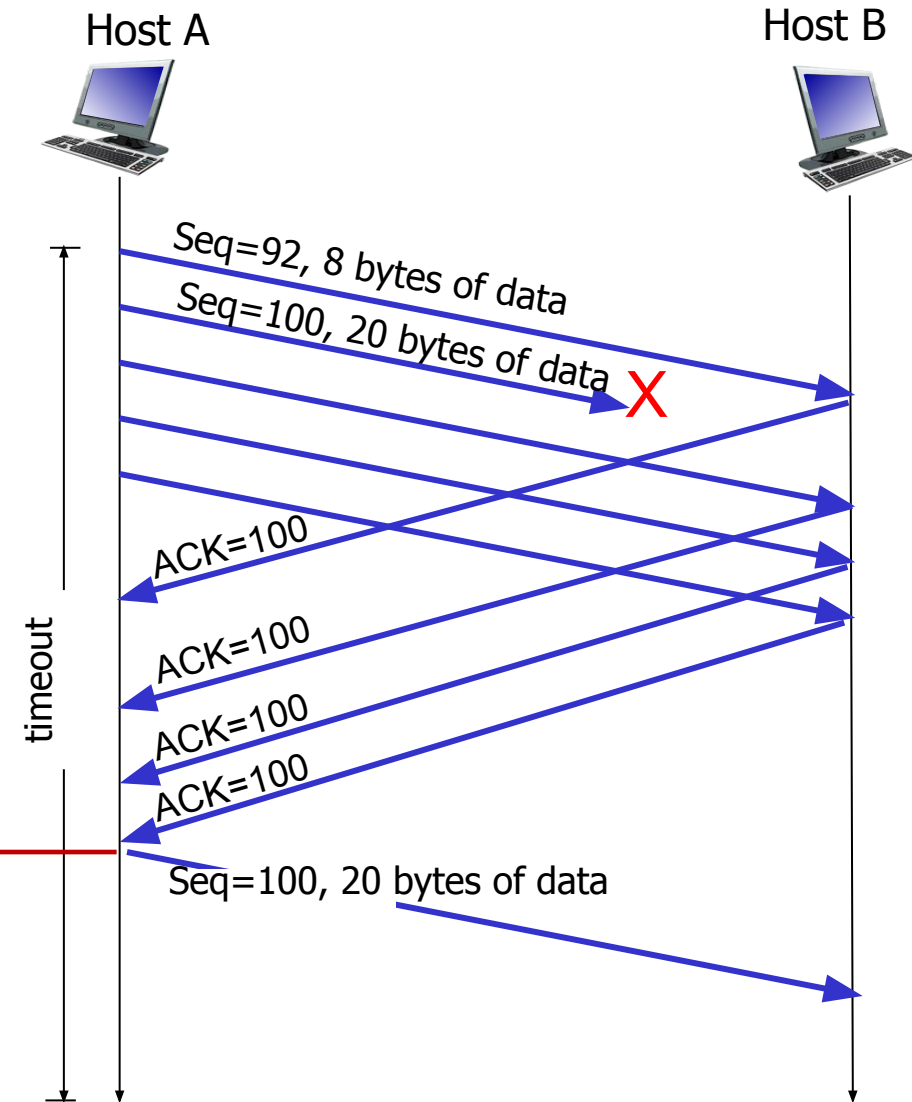 Host A
Host B
Seq=92, 8 bytes of data
Seq=100, 20 bytes of data
X
ACK=100
ACK=100
ACK=100
ACK=100
timeout
Seq=100, 20 bytes of data